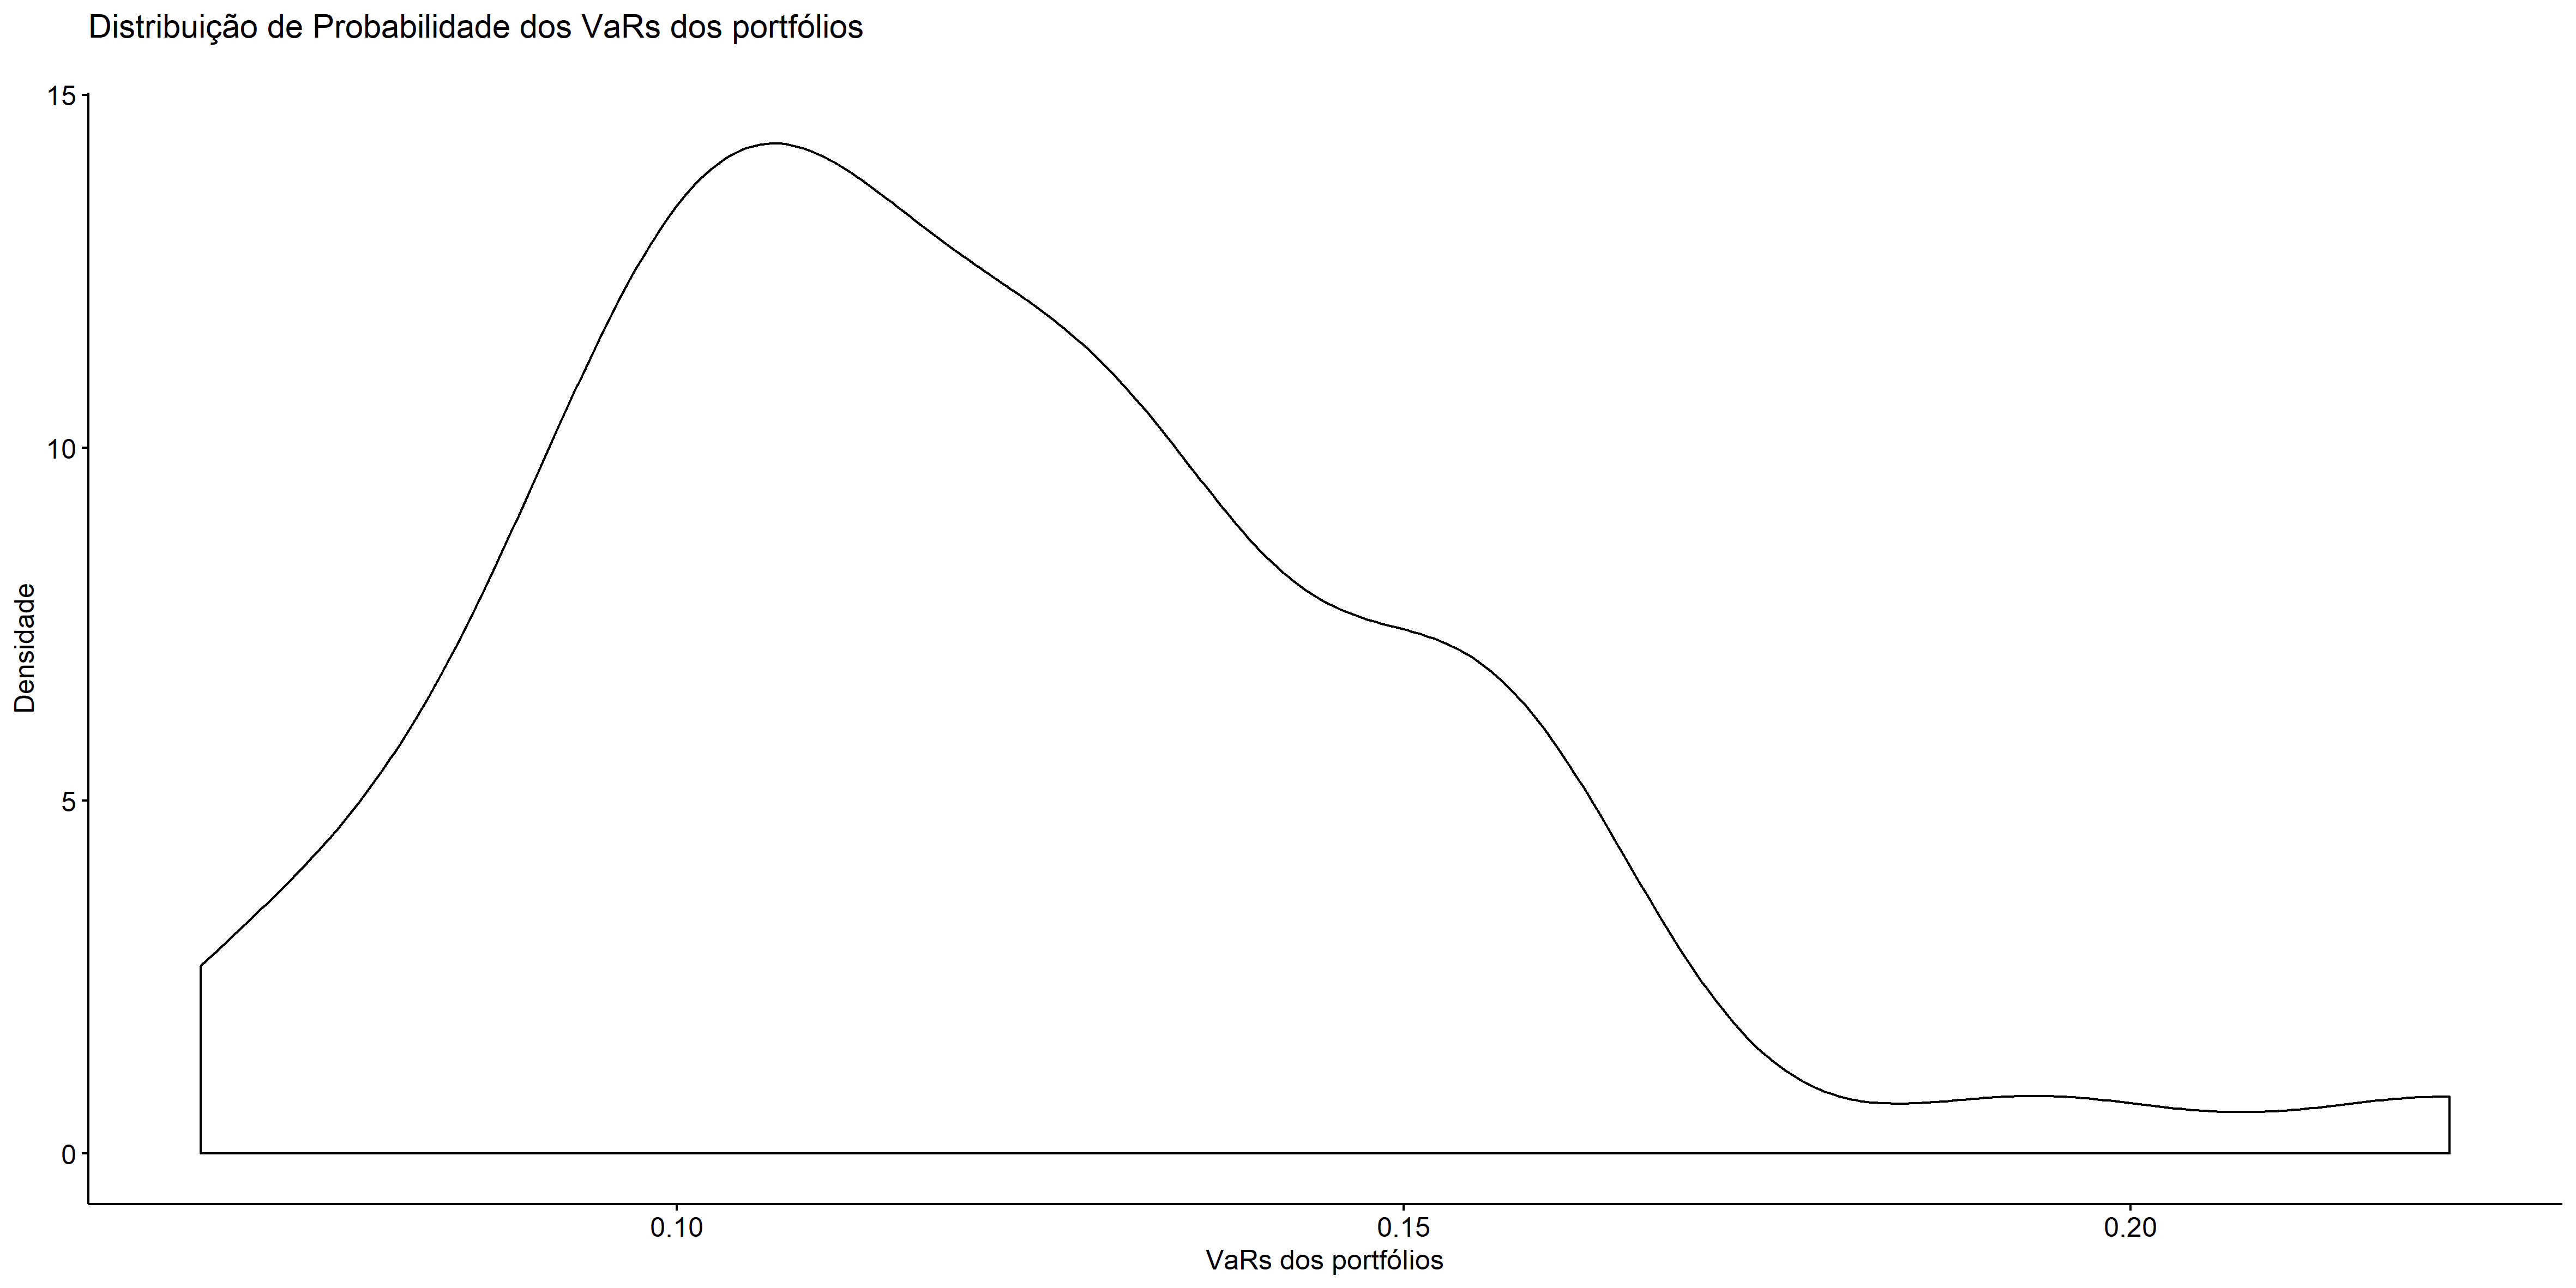 Distribuição de Probabilidade dos VaRs dos portfólios
15
10
5
0
Densidade
0.10
0.15
0.20
VaRs dos portfólios